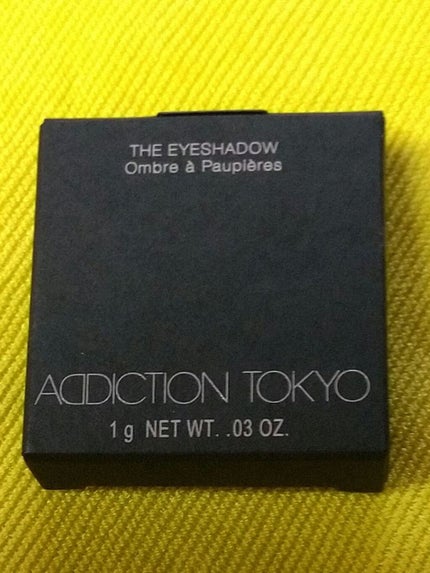 THE EYESHADOW
Ombre à Paupières
ADDICTION TOKYO
1 g NET WT. .03 OZ.